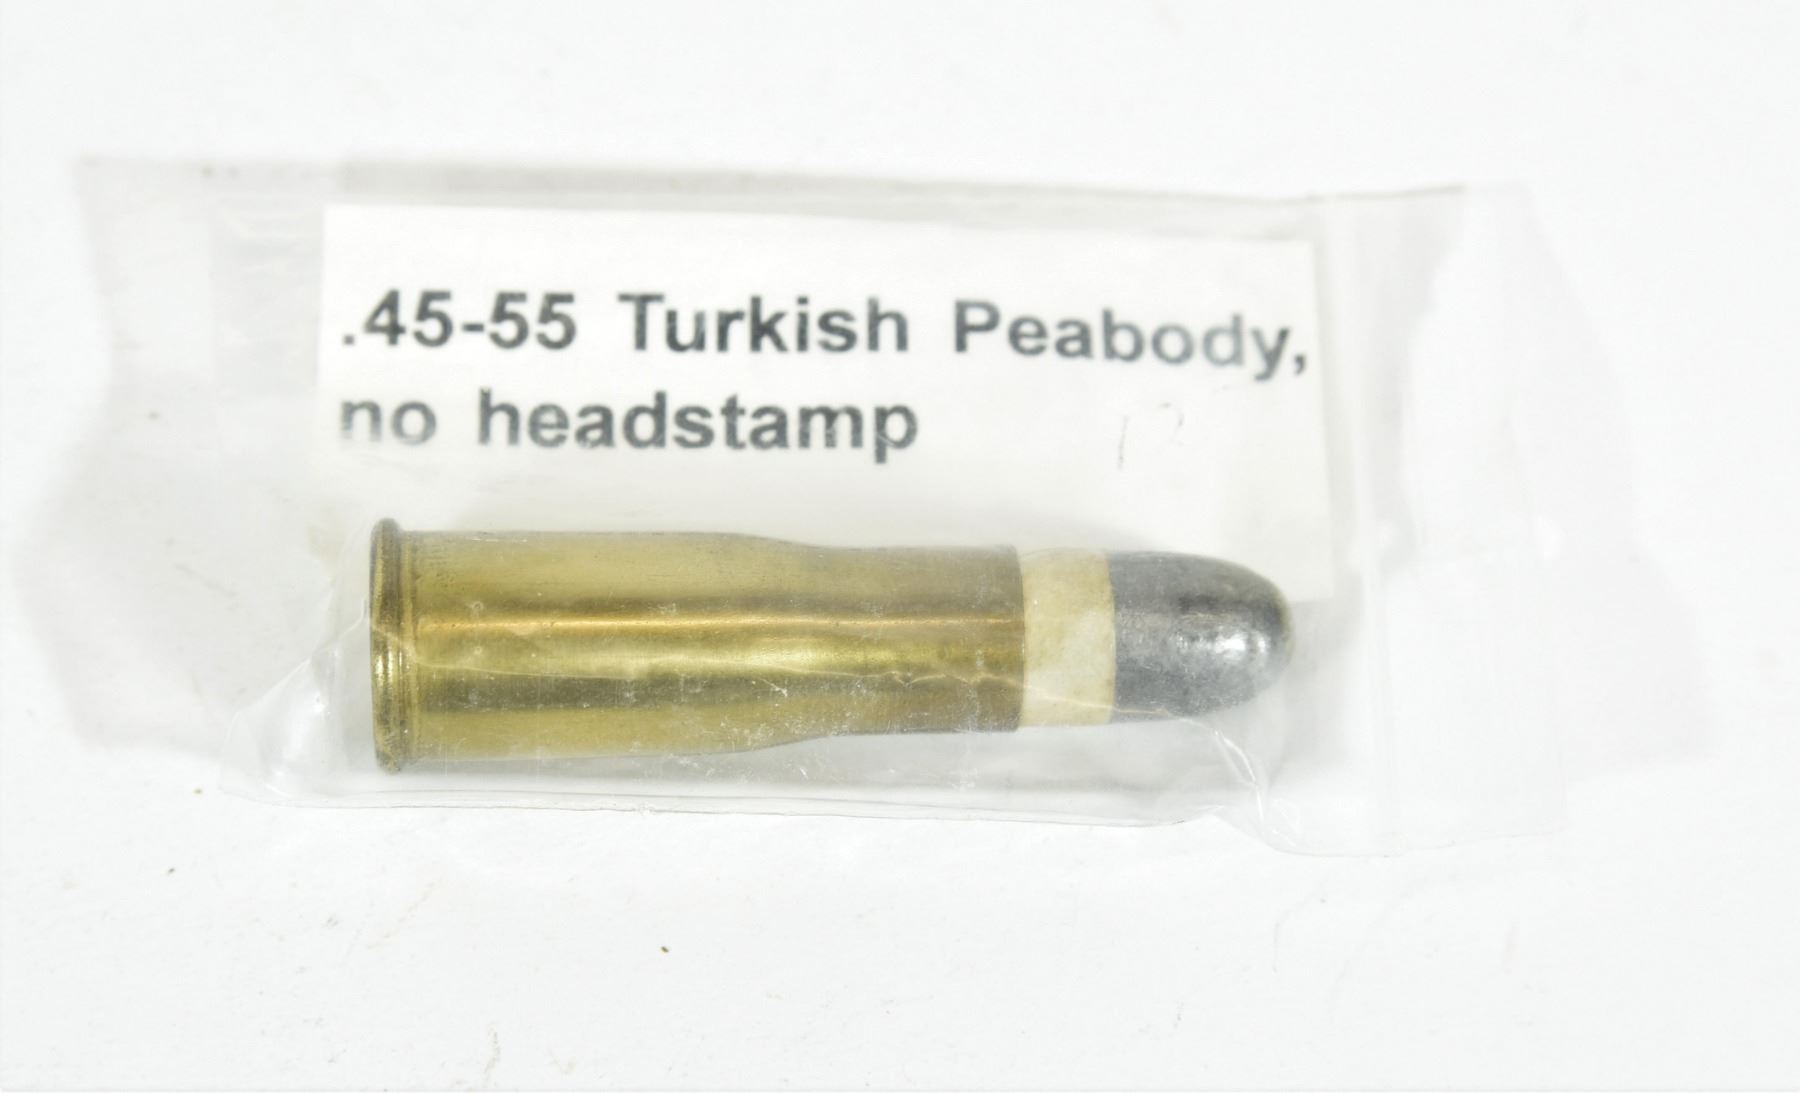 .45-55 Turkish Peabody,
no headstamp